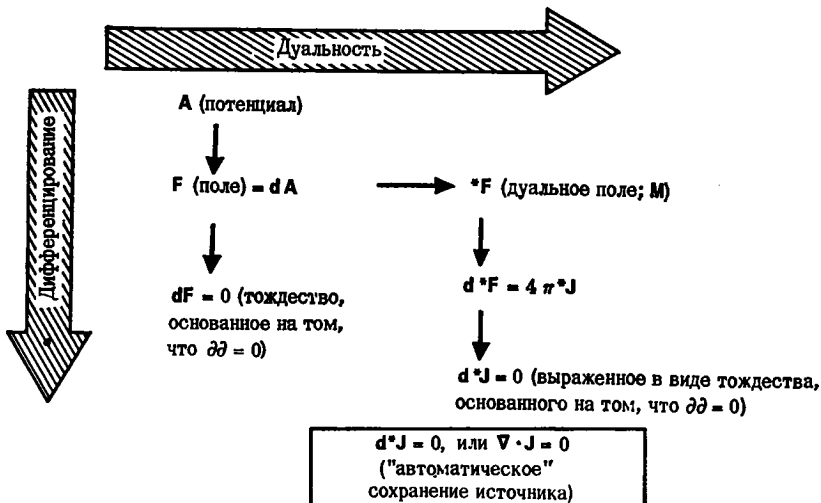 Дуальность
Дифференцирование
A (потенциал)
F (поле) = dA
*F (дуальное поле; M)
dF = 0 (тождество,
основанное на том,
что ∂∂ = 0)
d*F = 4 π*J
d*J = 0 (выраженное в виде тождества,
основанного на том, что ∂∂ = 0)
d*J = 0, или ∇ · J = 0
("автоматическое"
сохранение источника)